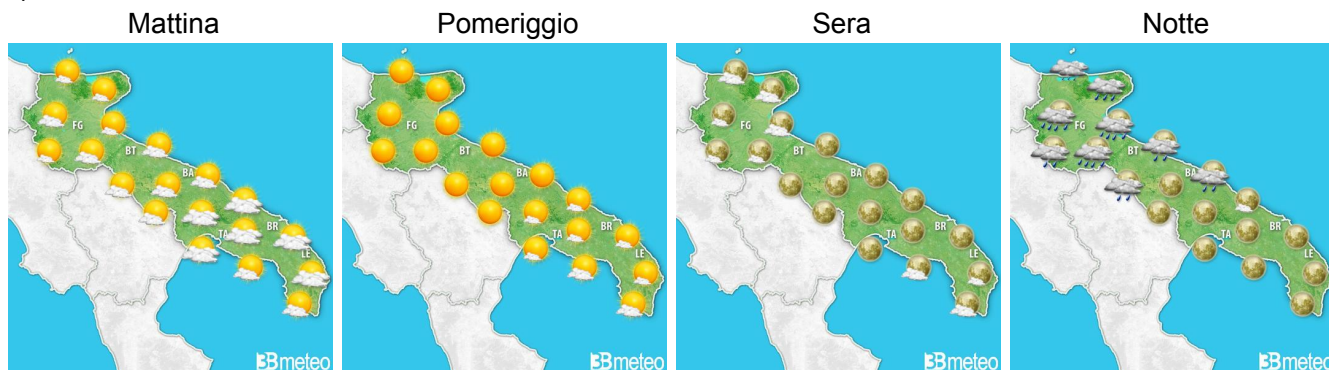 Mattina
Pomeriggio
Sera
Notte
FG
BT
BA
TA
BR
LE
3Bmeteo
FG
BT
BA
TA
BR
LE
3Bmeteo
FG
BT
BA
TA
BR
LE
3Bmeteo
FG
BT
BA
TA
BR
LE
3Bmeteo